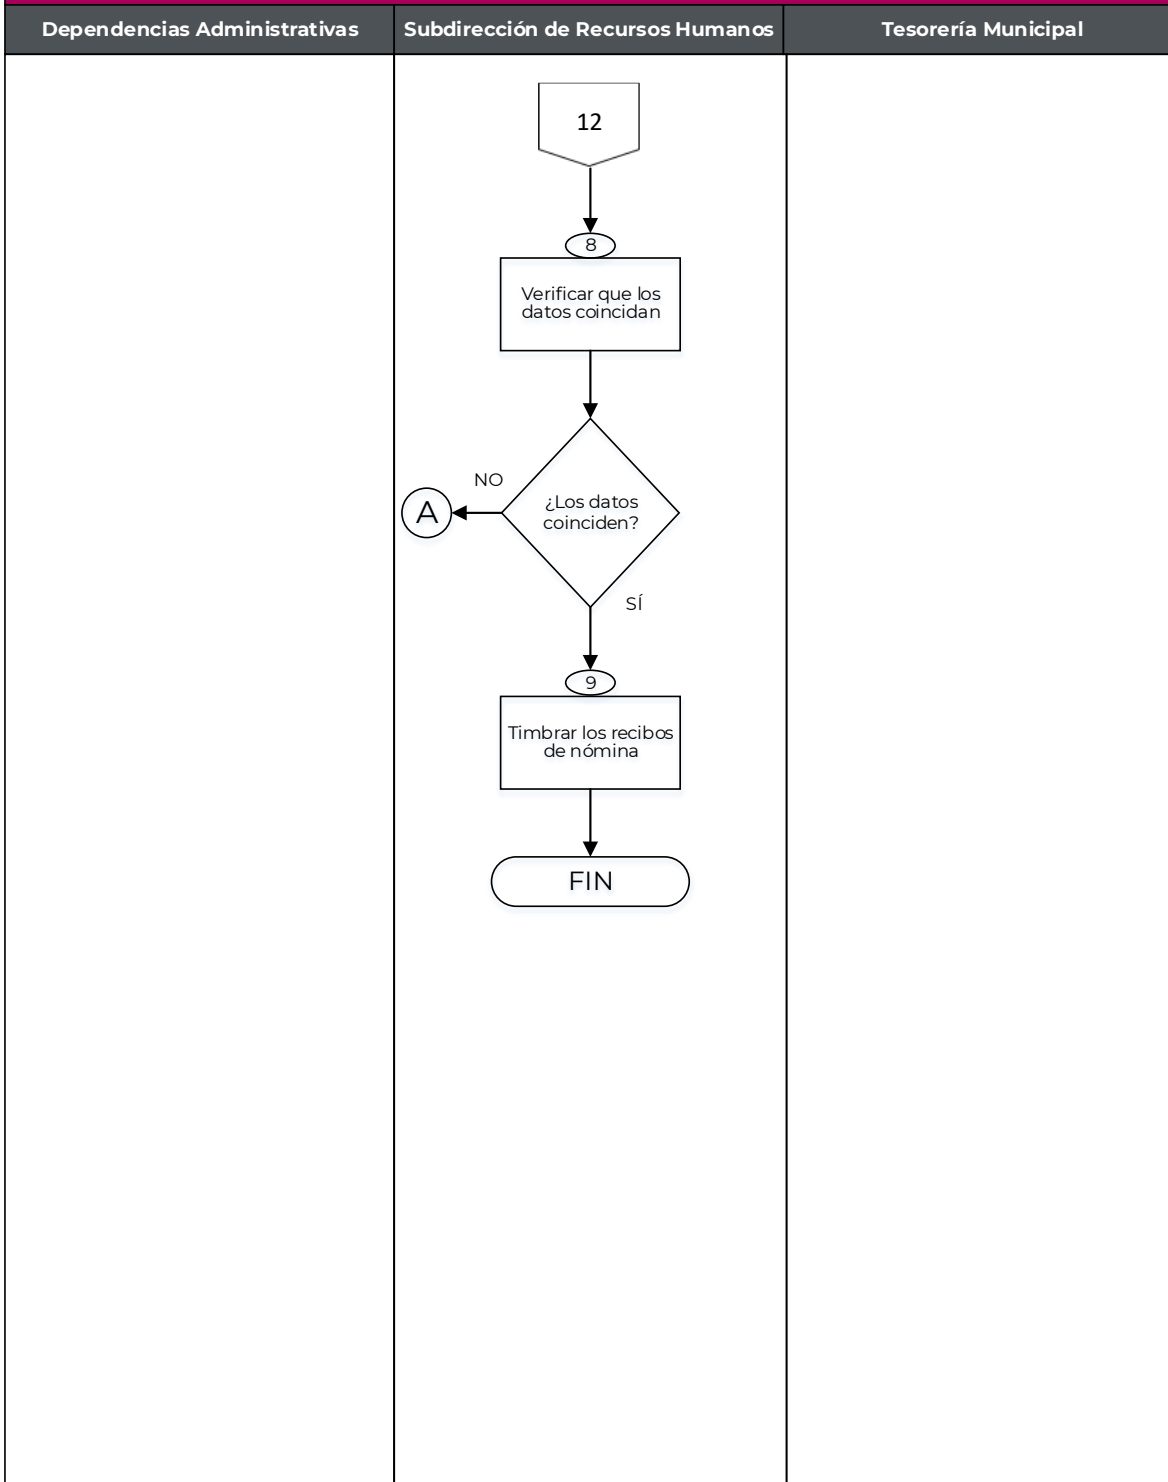 Dependencias Administrativas
Subdirección de Recursos Humanos
Tesorería Municipal
12
8
Verificar que los
datos coincidan
NO
¿Los datos
coinciden?
A
SÍ
9
Timbrar los recibos
de nómina
FIN